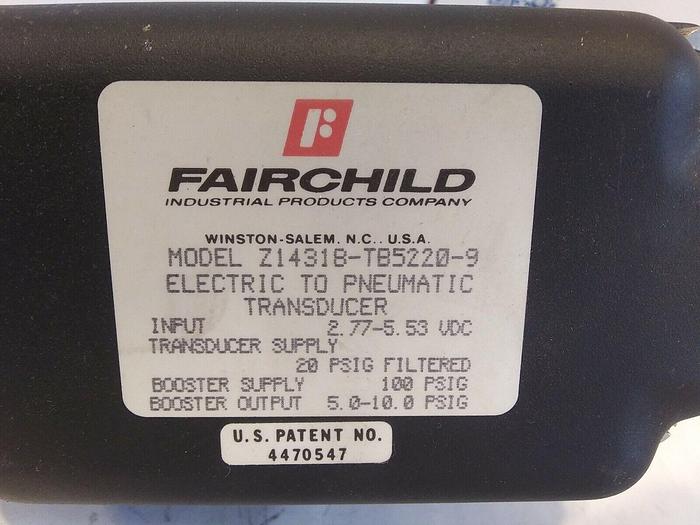 FAIRCHILD
INDUSTRIAL PRODUCTS COMPANY
WINSTON-SALEM, N.C., U.S.A.
MODEL Z14318-TB5220-9
ELECTRIC TO PNEUMATIC
TRANSDUCER
INPUT 2.77-5.53 VDC
TRANSDUCER SUPPLY
20 PSIG FILTERED
BOOSTER SUPPLY 100 PSIG
BOOSTER OUTPUT 5.0-10.0 PSIG
U.S. PATENT NO.
4470547